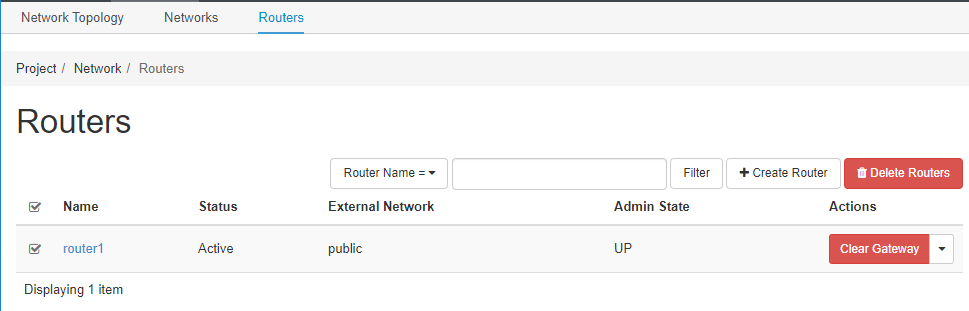 Network Topology Networks Routers
Project / Network / Routers
Routers
Router Name = Filter + Create Router Delete Routers
Name Status External Network Admin State Actions
router1 Active public UP Clear Gateway
Displaying 1 item